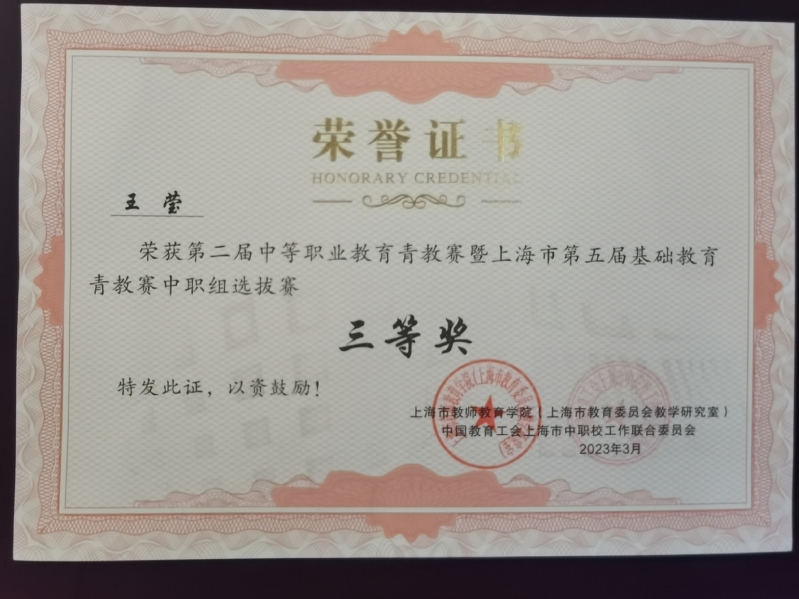 荣誉证书
HONORARY CREDENTIAL
王莹
荣获第二届中等职业教育青教赛暨上海市第五届基础教育
青教赛中职组选拔赛
三等奖
特发此证，以资鼓励！
上海市教师教育学院（上海市教育委员会教学研究室）
中国教育工会上海市中职校工作联合委员会
2023年3月